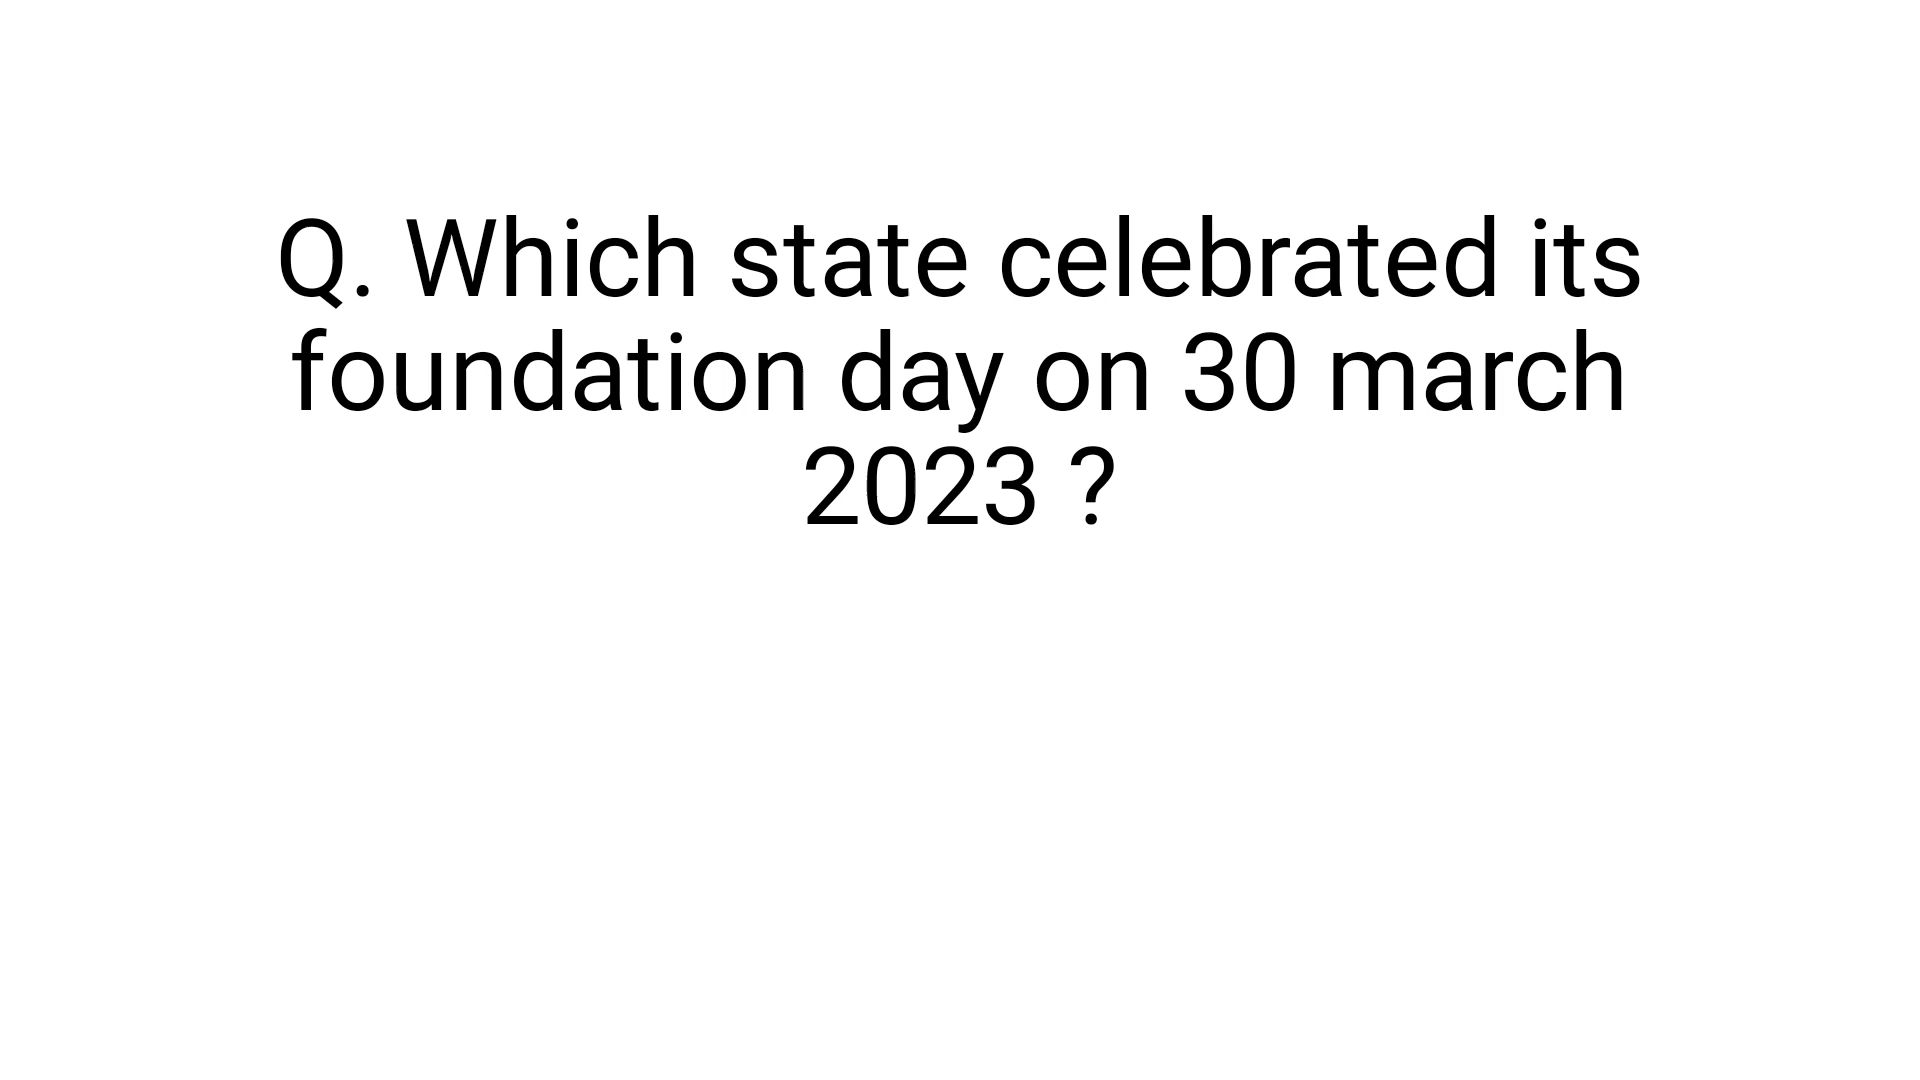 Q. Which state celebrated its
foundation day on 30 march
2023 ?